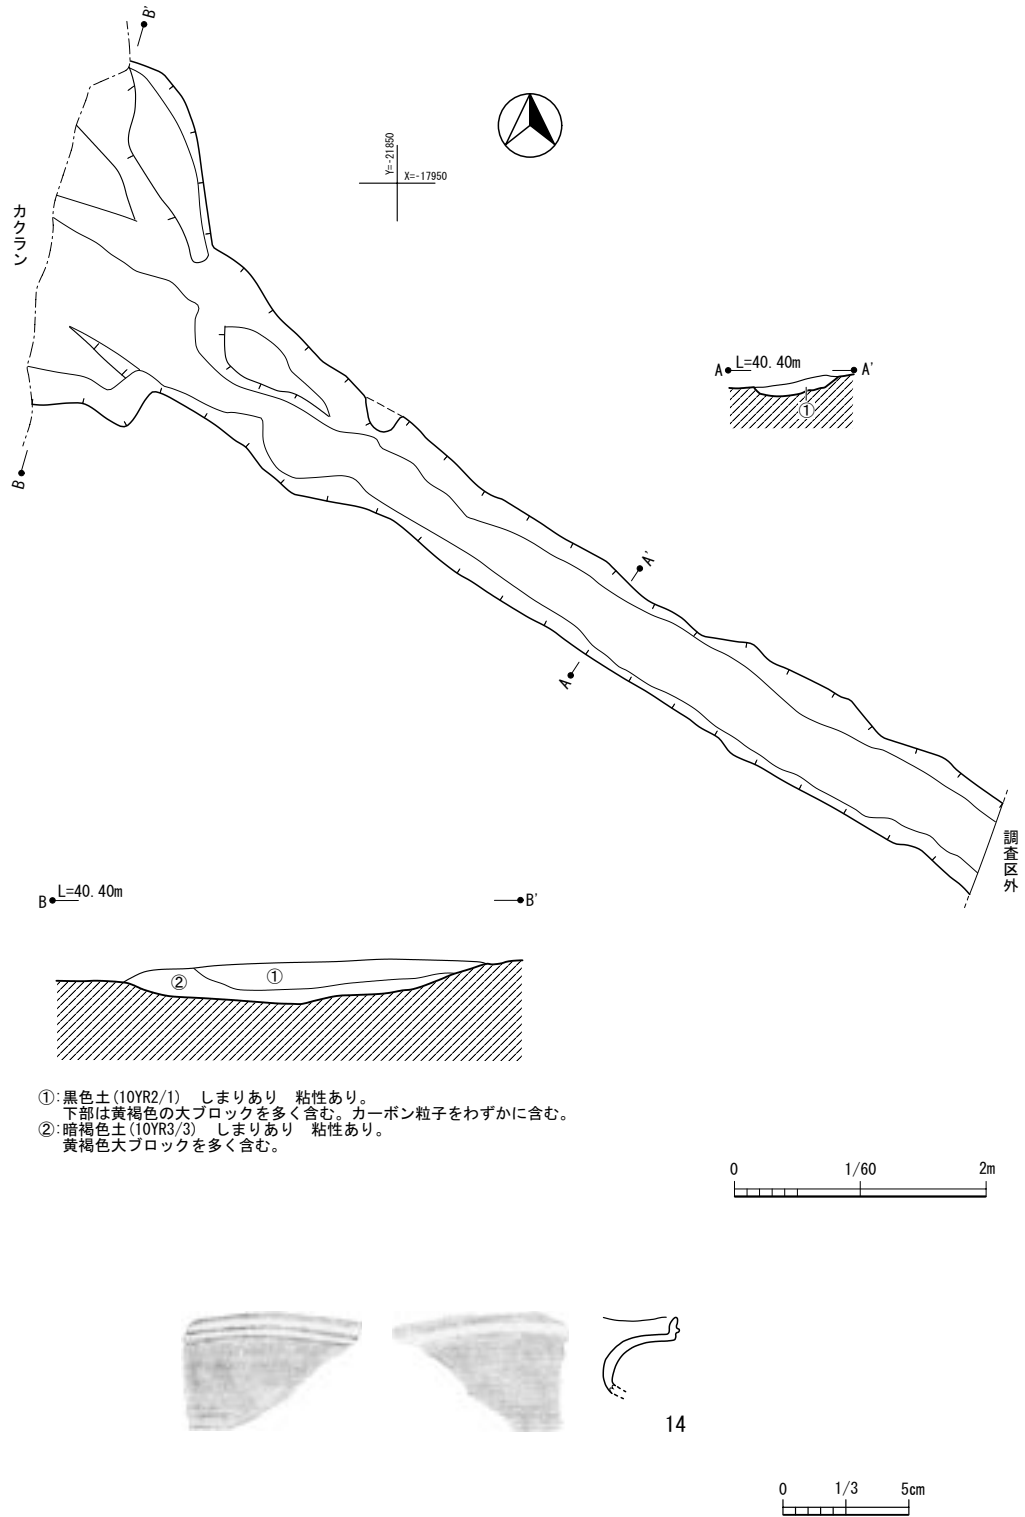 B'
Y=-21850
X=-17950
カクラン
A L=40.40m A'
①
B
A'
A
調査区外
B L=40.40m B'
② ①
①:黒色土(10YR2/1) しまりあり 粘性あり。
下部は黄褐色の大ブロックを多く含む。カーボン粒子をわずかに含む。
②:暗褐色土(10YR3/3) しまりあり 粘性あり。
黄褐色大ブロックを多く含む。
0 1/60 2m
14
0 1/3 5cm